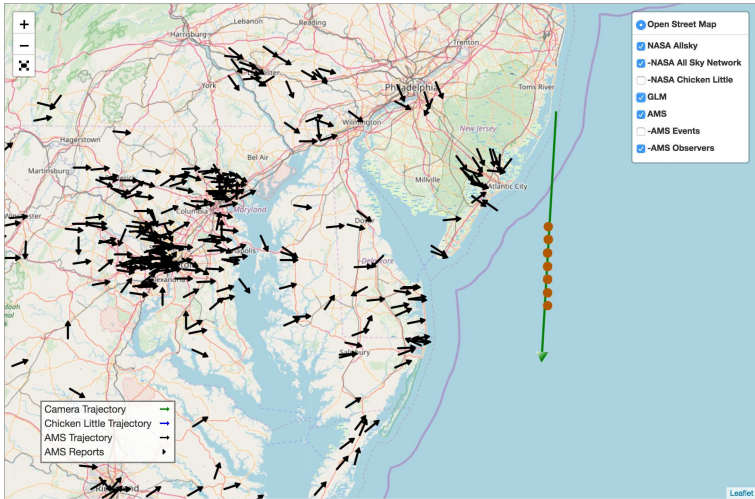 +
−
Open Street Map
NASA Allsky
-NASA All Sky Network
-NASA Chicken Little
GLM
AMS
-AMS Events
-AMS Observers
Lebanon
Reading
Harrisburg
Trenton
York
Philadelphia
Toms River
Wilmington
New Jersey
Hagerstown
Bel Air
Martinsburg
Millville
Atlantic City
Columbia
Maryland
Delaware
Salisbury
Camera Trajectory
Chicken Little Trajectory
AMS Trajectory
AMS Reports
Leaflet